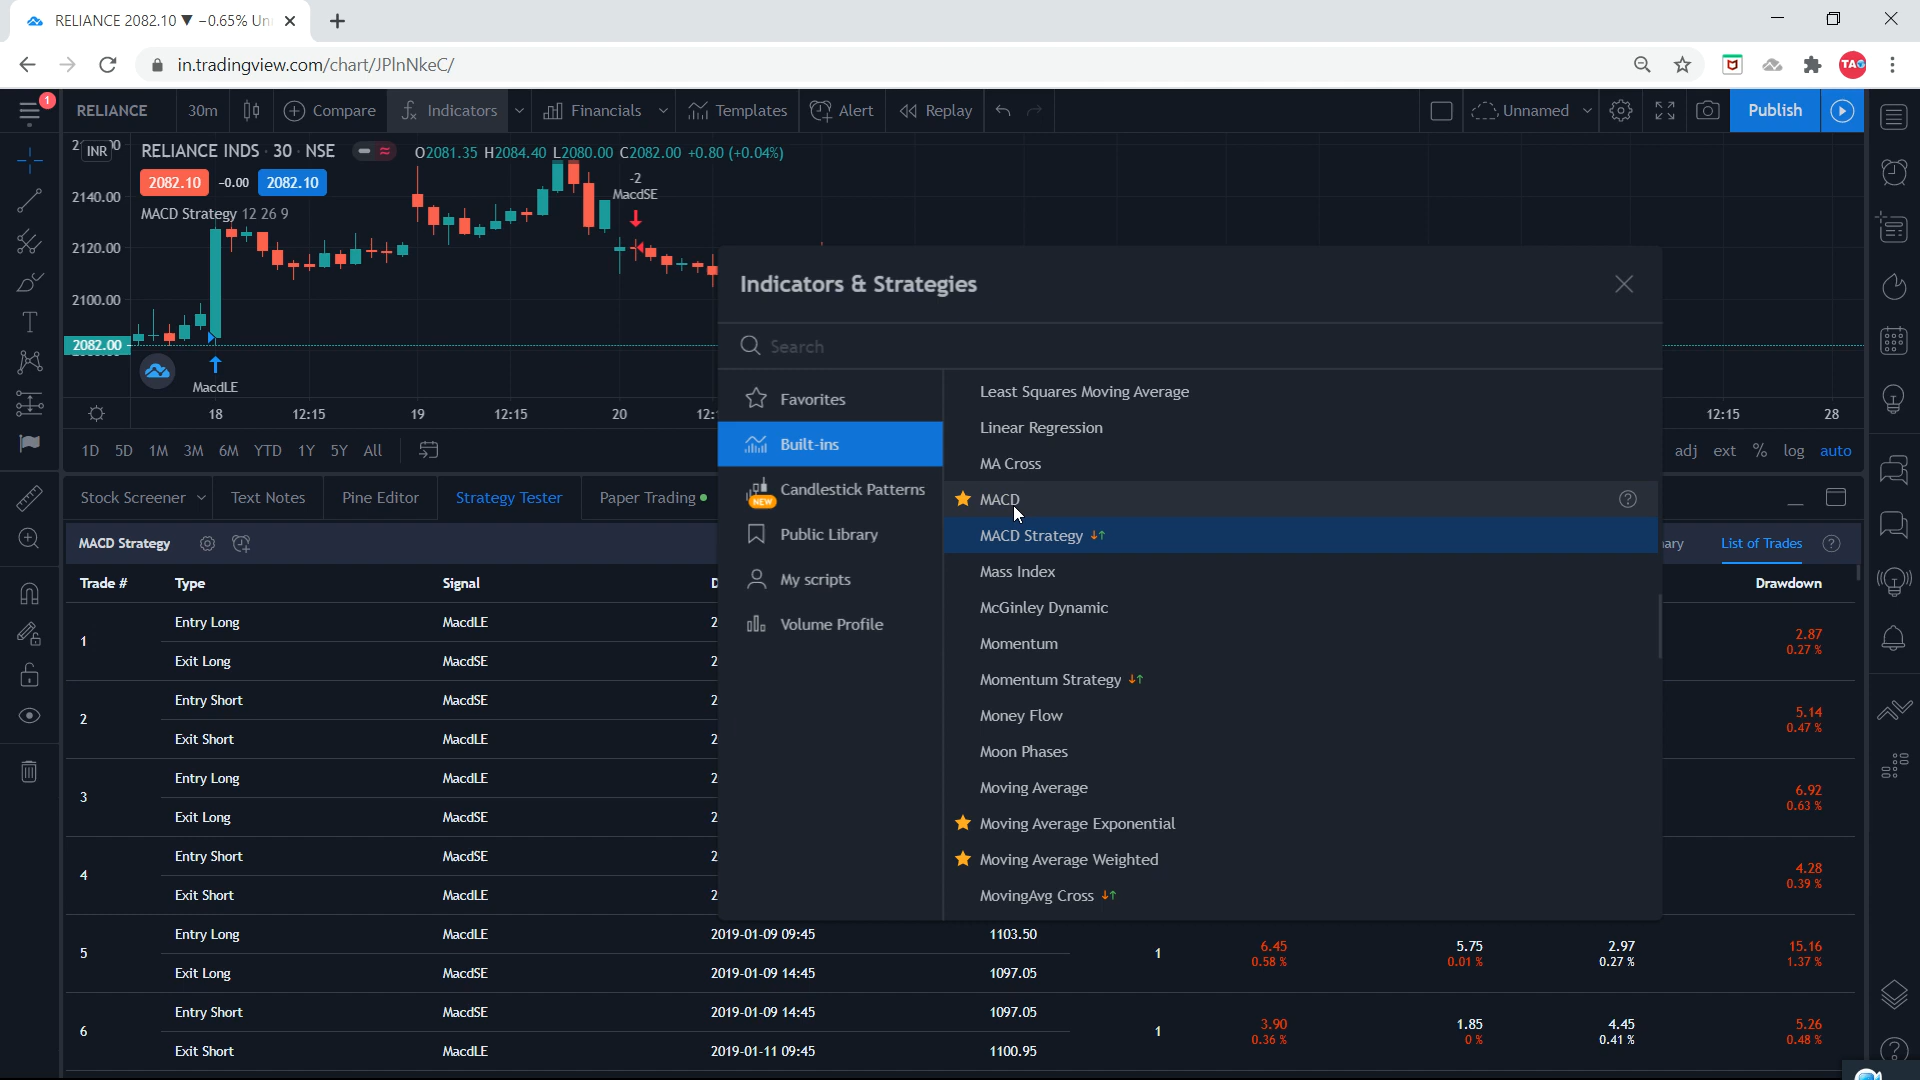 RELIANCE 2082.10 ▼ −0.65% Un
in.tradingview.com/chart/JPlnNkeC/
TAG
1
RELIANCE 30m Compare Indicators Financials Templates Alert Replay Unnamed Publish
INR RELIANCE INDS · 30 · NSE O2081.35 H2084.40 L2080.00 C2082.00 +0.80 (+0.04%)
2082.10 -0.00 2082.10
-2
MacdSE
2140.00
MACD Strategy 12 26 9
2120.00
2100.00
2082.00
MacdLE
18 12:15 19 12:15 20 12: 12:15 28
1D 5D 1M 3M 6M YTD 1Y 5Y All adj ext % log auto
Indicators & Strategies
Search
Favorites
Built-ins
Candlestick Patterns
NEW
Public Library
My scripts
Volume Profile
Least Squares Moving Average
Linear Regression
MA Cross
MACD
MACD Strategy
Mass Index
McGinley Dynamic
Momentum
Momentum Strategy
Money Flow
Moon Phases
Moving Average
Moving Average Exponential
Moving Average Weighted
MovingAvg Cross
Stock Screener Text Notes Pine Editor Strategy Tester Paper Trading
MACD Strategy ary List of Trades
Trade # Type Signal D Drawdown
1 Entry Long MacdLE 2 2.87
Exit Long MacdSE 2 0.27 %
2 Entry Short MacdSE 2 5.14
Exit Short MacdLE 2 0.47 %
3 Entry Long MacdLE 2 6.92
Exit Long MacdSE 2 0.63 %
4 Entry Short MacdSE 2 4.28
Exit Short MacdLE 2 0.39 %
5 Entry Long MacdLE 2019-01-09 09:45 1103.50 1 6.45 5.75 2.97 15.16
Exit Long MacdSE 2019-01-09 14:45 1097.05 0.58 % 0.01 % 0.27 % 1.37 %
6 Entry Short MacdSE 2019-01-09 14:45 1097.05 1 3.90 1.85 4.45 5.26
Exit Short MacdLE 2019-01-11 09:45 1100.95 0.36 % 0 % 0.41 % 0.48 %